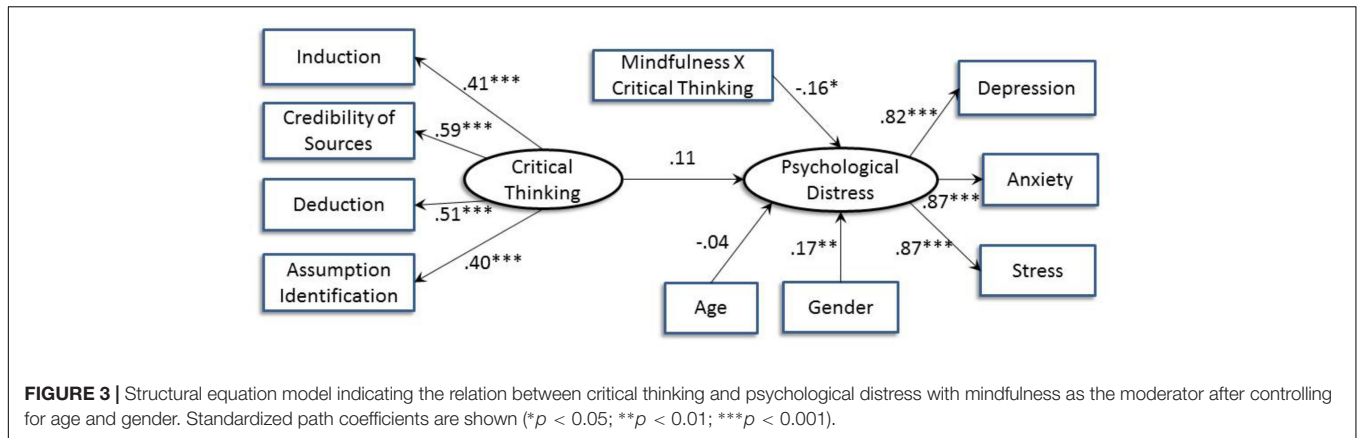 Induction
.41***
Credibility of
Sources
.59***
Deduction
.51***
Assumption
Identification
.40***
Critical
Thinking
.11
Mindfulness X
Critical Thinking
-.16*
Psychological
Distress
-.04
Age
.17**
Gender
.82***
Depression
.87***
Anxiety
.87***
Stress
FIGURE 3 | Structural equation model indicating the relation between critical thinking and psychological distress with mindfulness as the moderator after controlling
for age and gender. Standardized path coefficients are shown (*p < 0.05; **p < 0.01; ***p < 0.001).